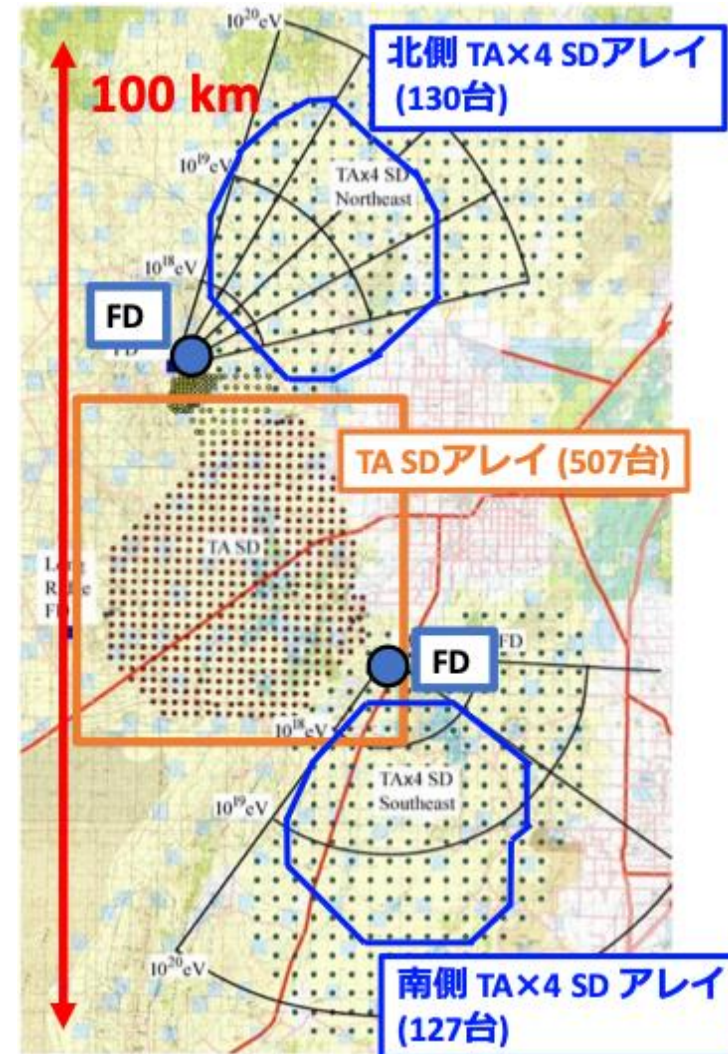 10²⁰eV
100 km
北側 TA×4 SDアレイ
(130台)
10¹⁹eV
TAx4 SD
Northeast
10¹⁸eV
FD
TA SDアレイ (507台)
TA SD
FD
FD
10¹⁸eV
TAx4 SD
Southeast
10¹⁹eV
10²⁰eV
南側 TA×4 SD アレイ
(127台)